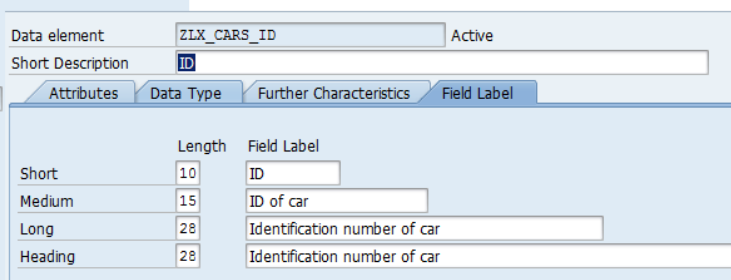 Data element ZLX_CARS_ID Active
Short Description ID
Attributes Data Type Further Characteristics Field Label
Length Field Label
Short 10 ID
Medium 15 ID of car
Long 28 Identification number of car
Heading 28 Identification number of car